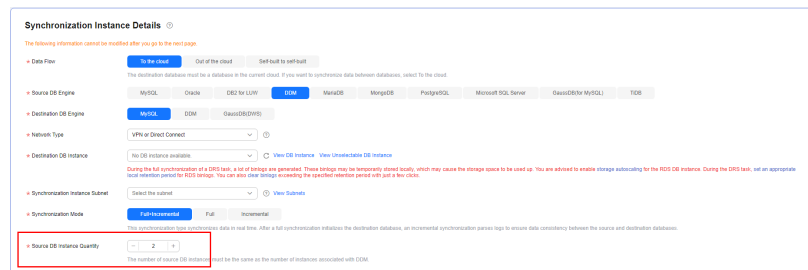 Synchronization Instance Details
The following information cannot be modified after you go to the next page.
Data Flow
To the cloud Out of the cloud Self-built to self-built
The destination database must be a database in the current cloud. If you want to synchronize data between databases, select To the cloud.
Source DB Engine
MySQL Oracle DB2 for LUW DDM MariaDB MongoDB PostgreSQL Microsoft SQL Server GaussDB(for MySQL) TiDB
Destination DB Engine
MySQL DDM GaussDB(DWS)
Network Type
VPN or Direct Connect
Destination DB Instance
No DB instance available. View DB Instance View Unselectable DB Instance
During the full synchronization of a DRS task, a lot of binlogs are generated. These binlogs may be temporarily stored locally, which may cause the storage space to be used up. You are advised to enable storage autoscaling for the RDS DB instance. During the DRS task, set an appropriate
local retention period for RDS binlogs. You can also clear binlogs exceeding the specified retention period with just a few clicks.
Synchronization Instance Subnet
Select the subnet View Subnets
Synchronization Mode
Full+Incremental Full Incremental
This synchronization type synchronizes data in real time. After a full synchronization initializes the destination database, an incremental synchronization parses logs to ensure data consistency between the source and destination databases.
Source DB Instance Quantity
− 2 +
The number of source DB instances must be the same as the number of instances associated with DDM.